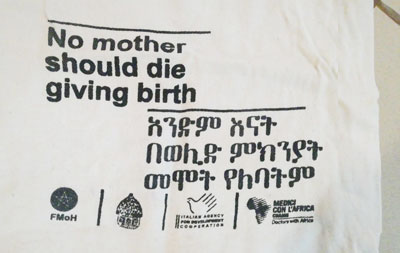 No mother
should die
giving birth
አንድም እናት
በወሊድ ምክንያት
መሞት የለባትም
FMoH
ITALIAN AGENCY
FOR DEVELOPMENT
COOPERATION
MEDICI
CON L'AFRICA
CUAMM
Doctors with Africa